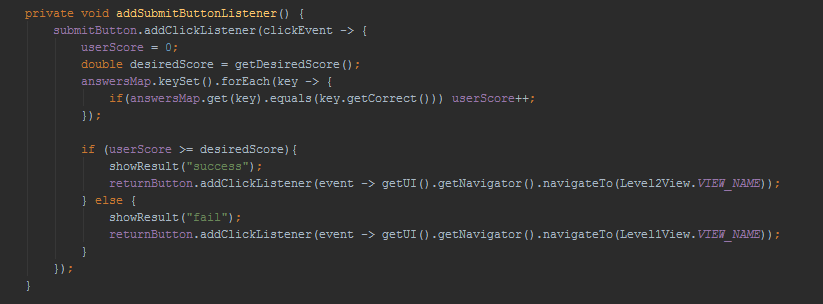 private void addSubmitButtonListener() {
    submitButton.addClickListener(clickEvent -> {
        userScore = 0;
        double desiredScore = getDesiredScore();
        answersMap.keySet().forEach(key -> {
            if(answersMap.get(key).equals(key.getCorrect())) userScore++;
        });

        if (userScore >= desiredScore){
            showResult("success");
            returnButton.addClickListener(event -> getUI().getNavigator().navigateTo(Level2View.VIEW_NAME));
        } else {
            showResult("fail");
            returnButton.addClickListener(event -> getUI().getNavigator().navigateTo(Level1View.VIEW_NAME));
        }
    });
}